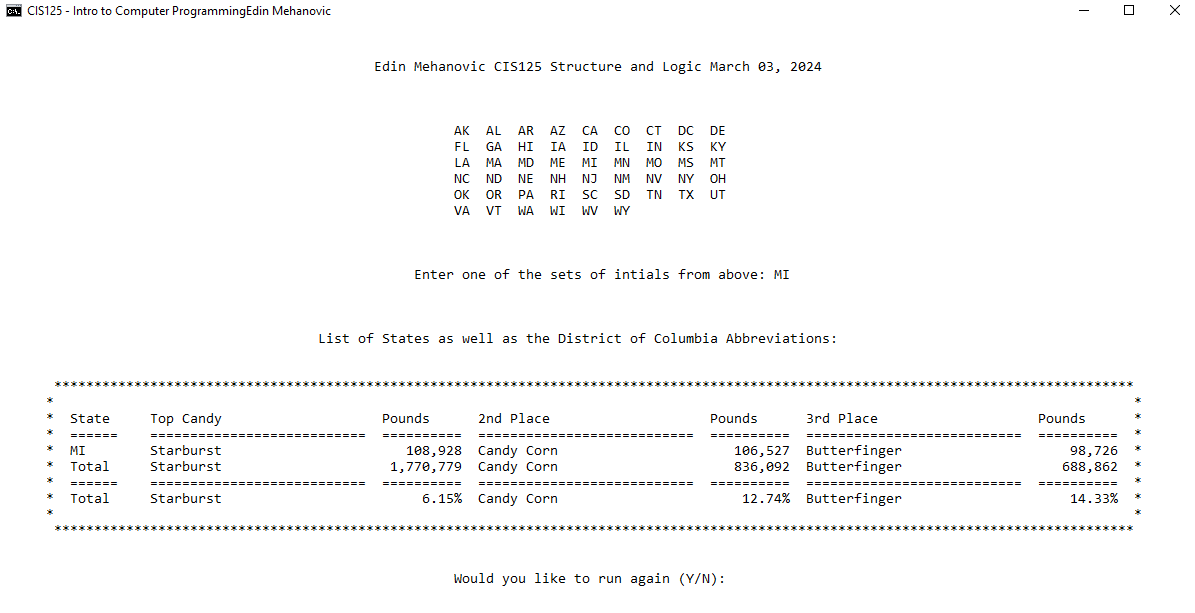 CIS125 - Intro to Computer ProgrammingEdin Mehanovic
Edin Mehanovic CIS125 Structure and Logic March 03, 2024
AK AL AR AZ CA CO CT DC DE
FL GA HI IA ID IL IN KS KY
LA MA MD ME MI MN MO MS MT
NC ND NE NH NJ NM NV NY OH
OK OR PA RI SC SD TN TX UT
VA VT WA WI WV WY
Enter one of the sets of intials from above: MI
List of States as well as the District of Columbia Abbreviations:
***************************************************************************************************************************************
* *
* State Top Candy Pounds 2nd Place Pounds 3rd Place Pounds *
* ====== =========================== ========== =========================== ========== =========================== ========== *
* MI Starburst 108,928 Candy Corn 106,527 Butterfinger 98,726 *
* Total Starburst 1,770,779 Candy Corn 836,092 Butterfinger 688,862 *
* ====== =========================== ========== =========================== ========== =========================== ========== *
* Total Starburst 6.15% Candy Corn 12.74% Butterfinger 14.33% *
* *
***************************************************************************************************************************************
Would you like to run again (Y/N):